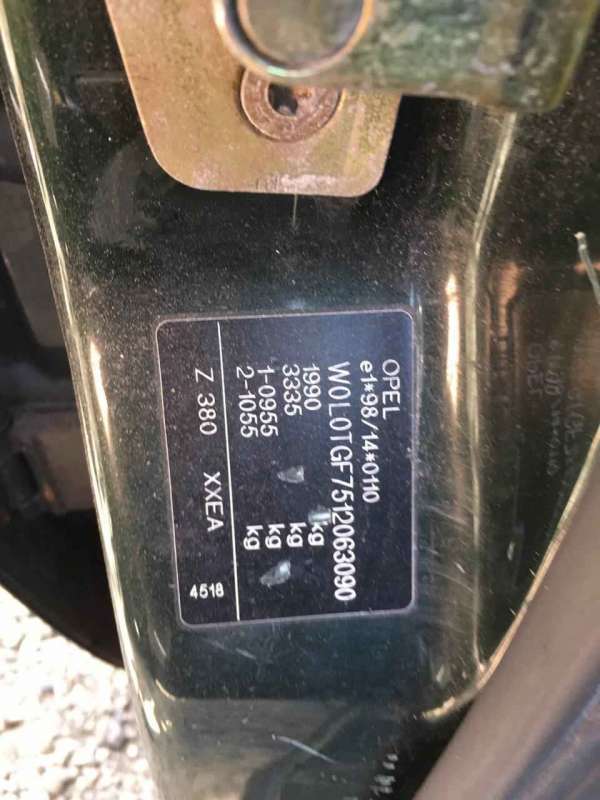 OPEL
e1*98/14*0110
W0L0TGF7512063090
1990 kg
3335 kg
1-0955 kg
2-1055 kg
Z 380 XXEA 4518